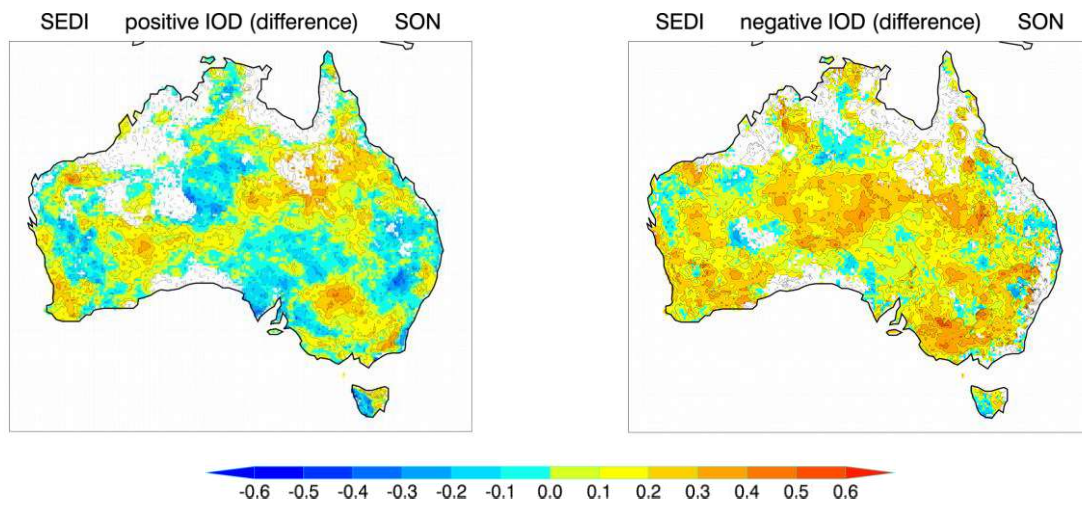 SEDI positive IOD (difference) SON
SEDI negative IOD (difference) SON
-0.6 -0.5 -0.4 -0.3 -0.2 -0.1 0.0 0.1 0.2 0.3 0.4 0.5 0.6